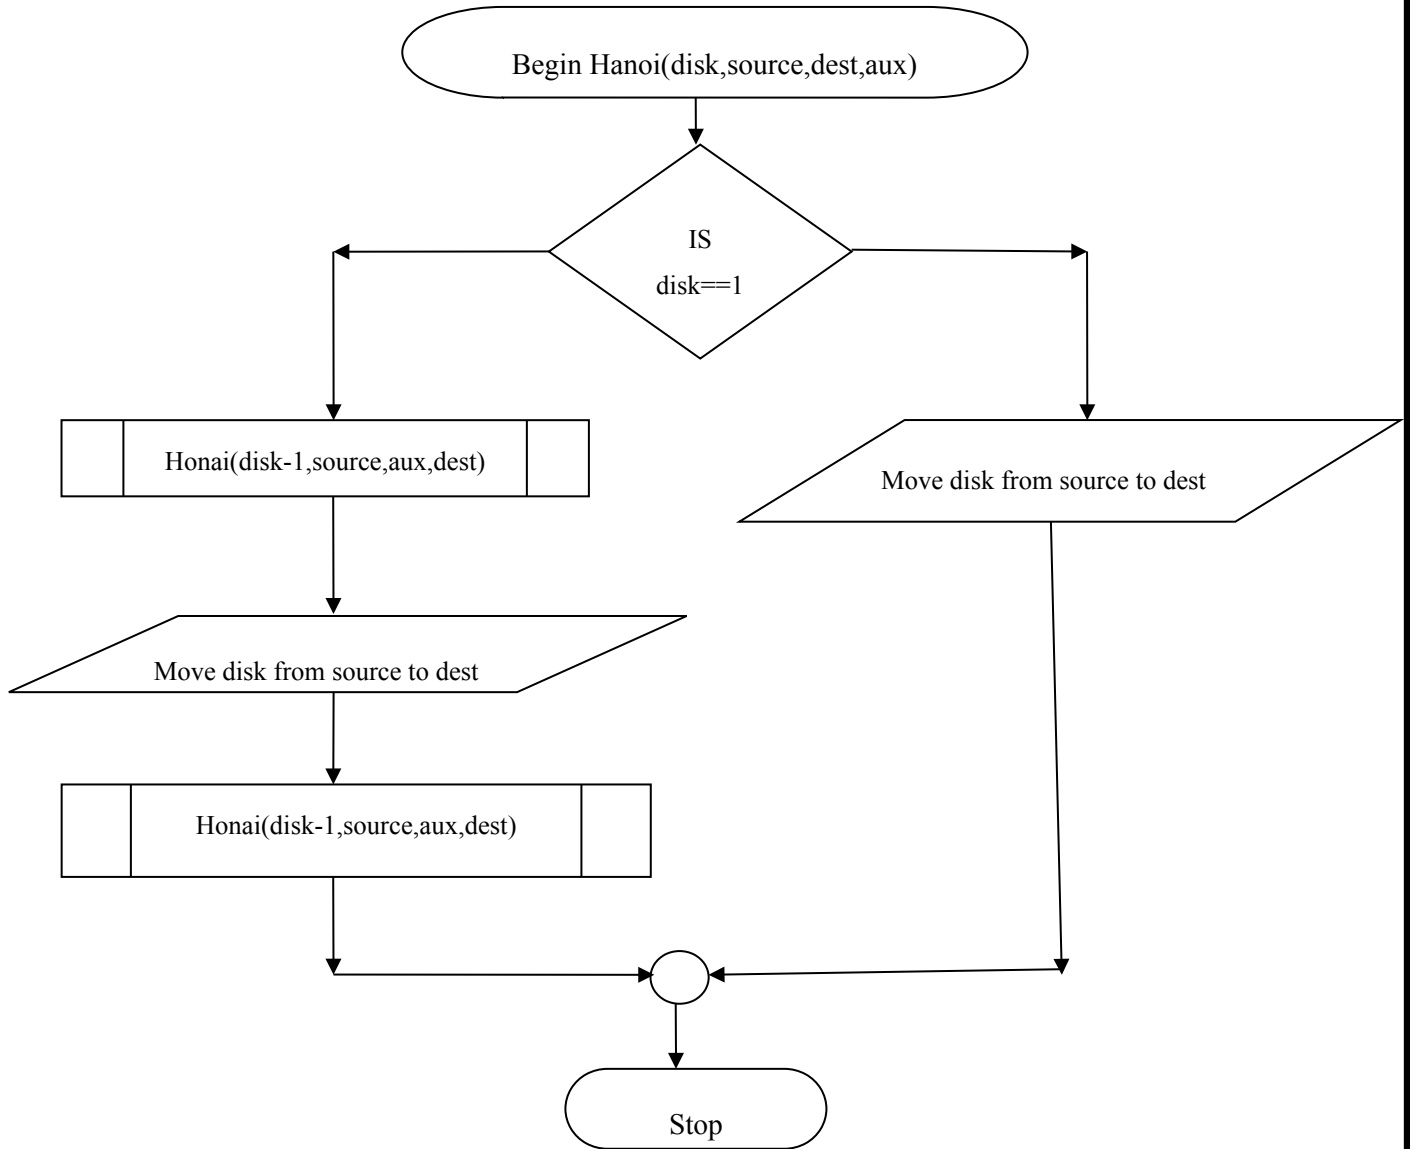 Begin Hanoi(disk,source,dest,aux)
IS
disk==1
Honai(disk-1,source,aux,dest)
Move disk from source to dest
Move disk from source to dest
Honai(disk-1,source,aux,dest)
Stop